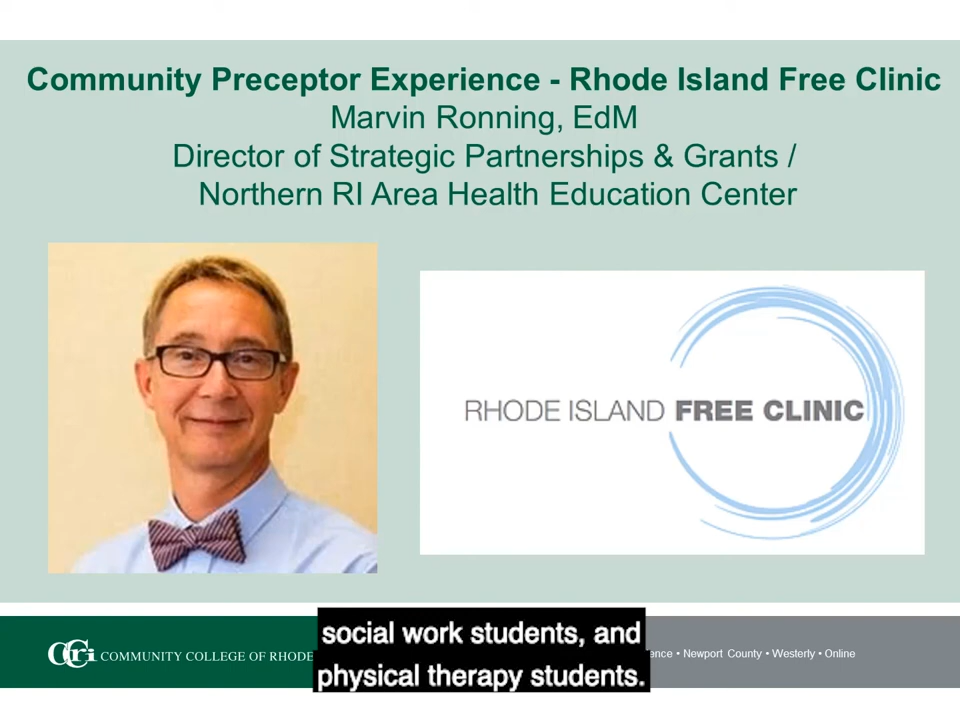 Community Preceptor Experience - Rhode Island Free Clinic
Marvin Ronning, EdM
Director of Strategic Partnerships & Grants /
Northern RI Area Health Education Center
RHODE ISLAND FREE CLINIC
CCRI COMMUNITY COLLEGE OF RHODE
• Newport County • Westerly • Online
social work students, and
physical therapy students.